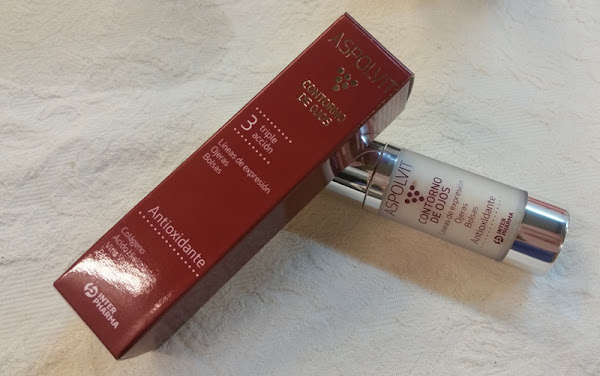 ASPOLVIT
CONTORNO
DE OJOS
3 triple
acción
Líneas de expresión
Ojeras
Bolsas
Antioxidante
Colágeno
INTER
PHARMA
ASPOLVIT
CONTORNO
DE OJOS
Líneas de expresión
Ojeras
Bolsas
Antioxidante
INTER
PHARMA